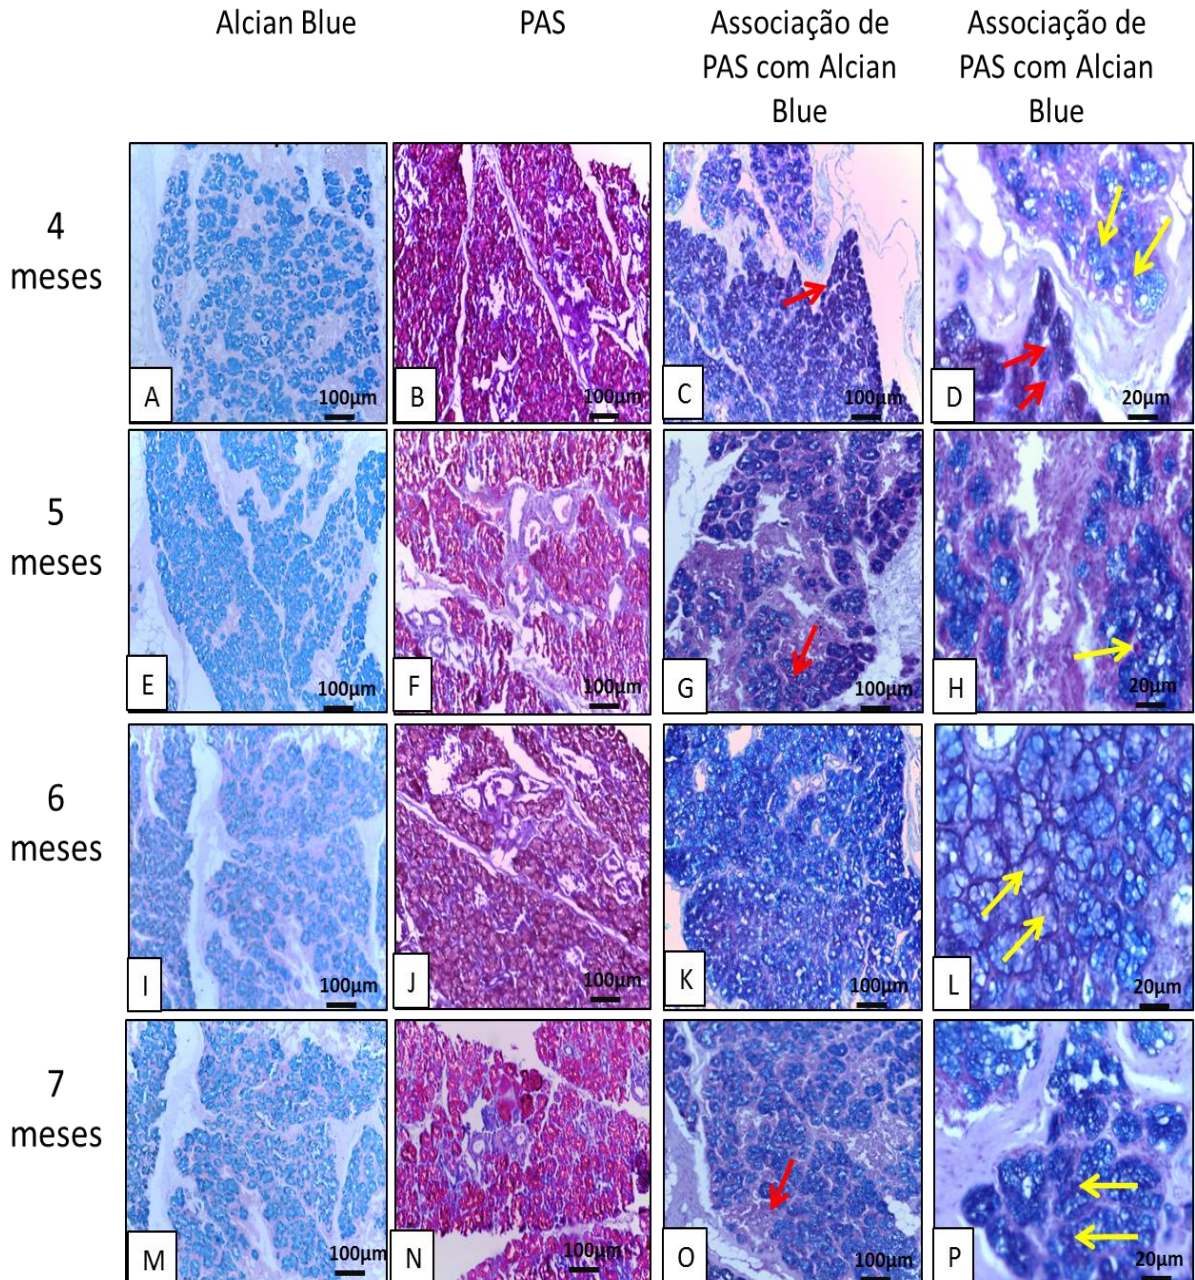 Alcian Blue
PAS
Associação de
PAS com Alcian
Blue
Associação de
PAS com Alcian
Blue
4
meses
A
100µm
B
100µm
C
100µm
D
20µm
5
meses
E
100µm
F
100µm
G
100µm
H
20µm
6
meses
I
100µm
J
100µm
K
100µm
L
20µm
7
meses
M
100µm
N
100µm
O
100µm
P
20µm